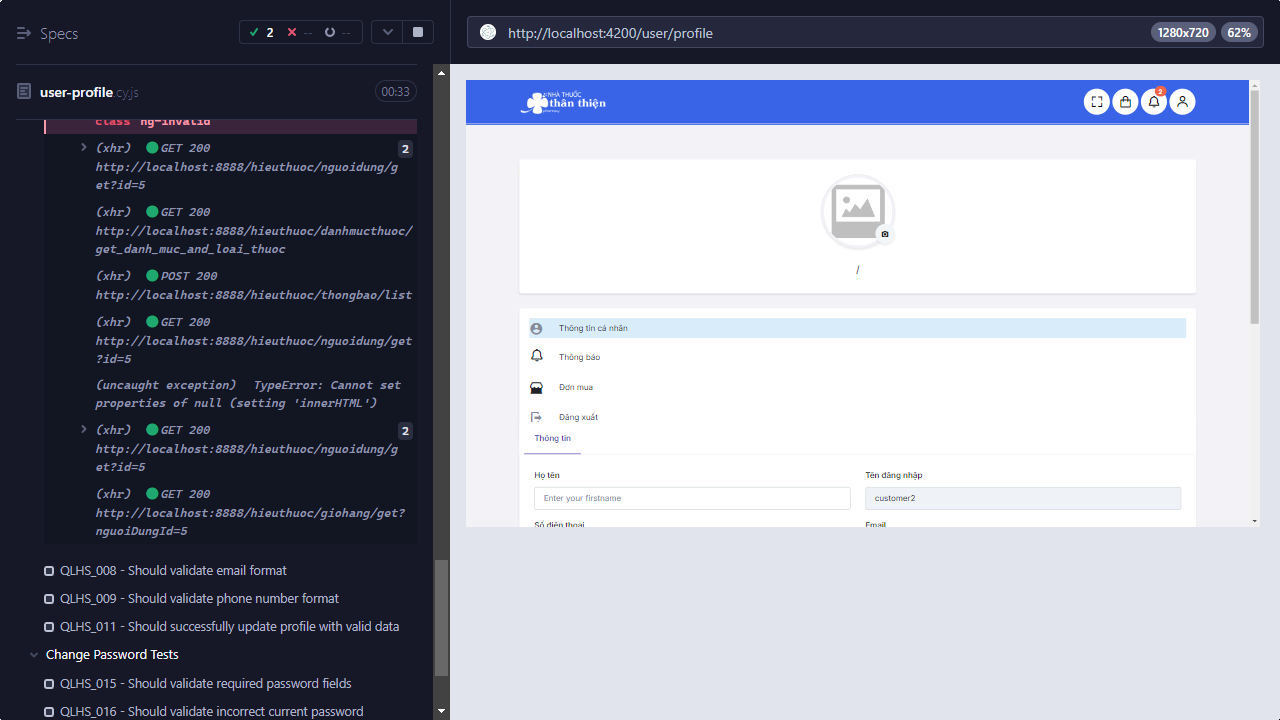 Specs
2
--
--
user-profile.cy.js
00:33
class ng-invalid
(xhr) GET 200
2
http://localhost:8888/hieuthuoc/nguoidung/g
et?id=5
(xhr) GET 200
http://localhost:8888/hieuthuoc/danhmucthuoc/
get_danh_muc_and_loai_thuoc
(xhr) POST 200
http://localhost:8888/hieuthuoc/thongbao/list
(xhr) GET 200
http://localhost:8888/hieuthuoc/nguoidung/get
?id=5
(uncaught exception) TypeError: Cannot set
properties of null (setting 'innerHTML')
(xhr) GET 200
2
http://localhost:8888/hieuthuoc/nguoidung/g
et?id=5
(xhr) GET 200
http://localhost:8888/hieuthuoc/giohang/get?
nguoiDungId=5
QLHS_008 - Should validate email format
QLHS_009 - Should validate phone number format
QLHS_011 - Should successfully update profile with valid data
Change Password Tests
QLHS_015 - Should validate required password fields
QLHS_016 - Should validate incorrect current password
http://localhost:4200/user/profile
1280x720
62%
NHÀ THUỐC
thân thiện
2
/
Thông tin cá nhân
Thông báo
Đơn mua
Đăng xuất
Thông tin
Họ tên
Tên đăng nhập
Enter your firstname
customer2
Số điện thoại
Email